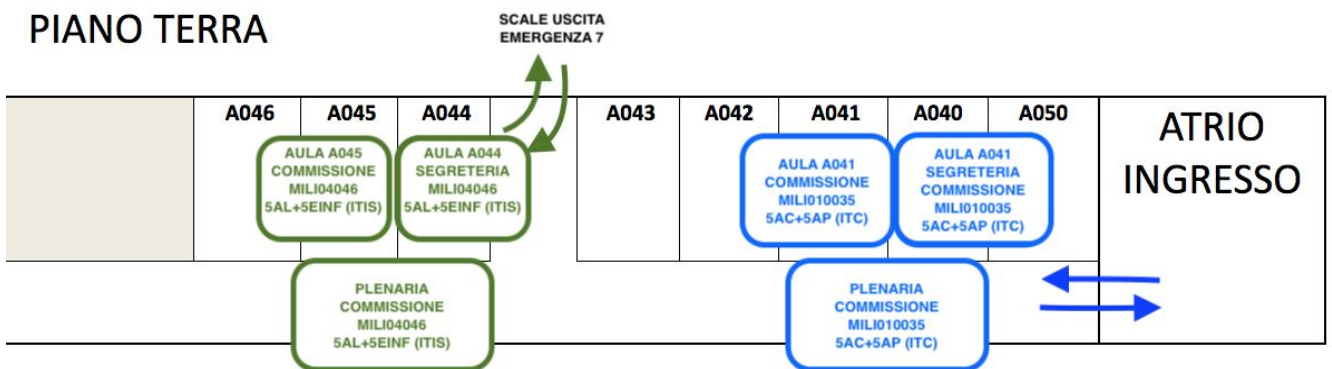 PIANO TERRA
SCALE USCITA
EMERGENZA 7
A046
A045
A044
A043
A042
A041
A040
A050
ATRIO
INGRESSO
AULA A045
COMMISSIONE
MILI04046
5AL+5EINF (ITIS)
AULA A044
SEGRETERIA
MILI04046
5AL+5EINF (ITIS)
AULA A041
COMMISSIONE
MILI010035
5AC+5AP (ITC)
AULA A041
SEGRETERIA
COMMISSIONE
MILI010035
5AC+5AP (ITC)
PLENARIA
COMMISSIONE
MILI04046
5AL+5EINF (ITIS)
PLENARIA
COMMISSIONE
MILI010035
5AC+5AP (ITC)